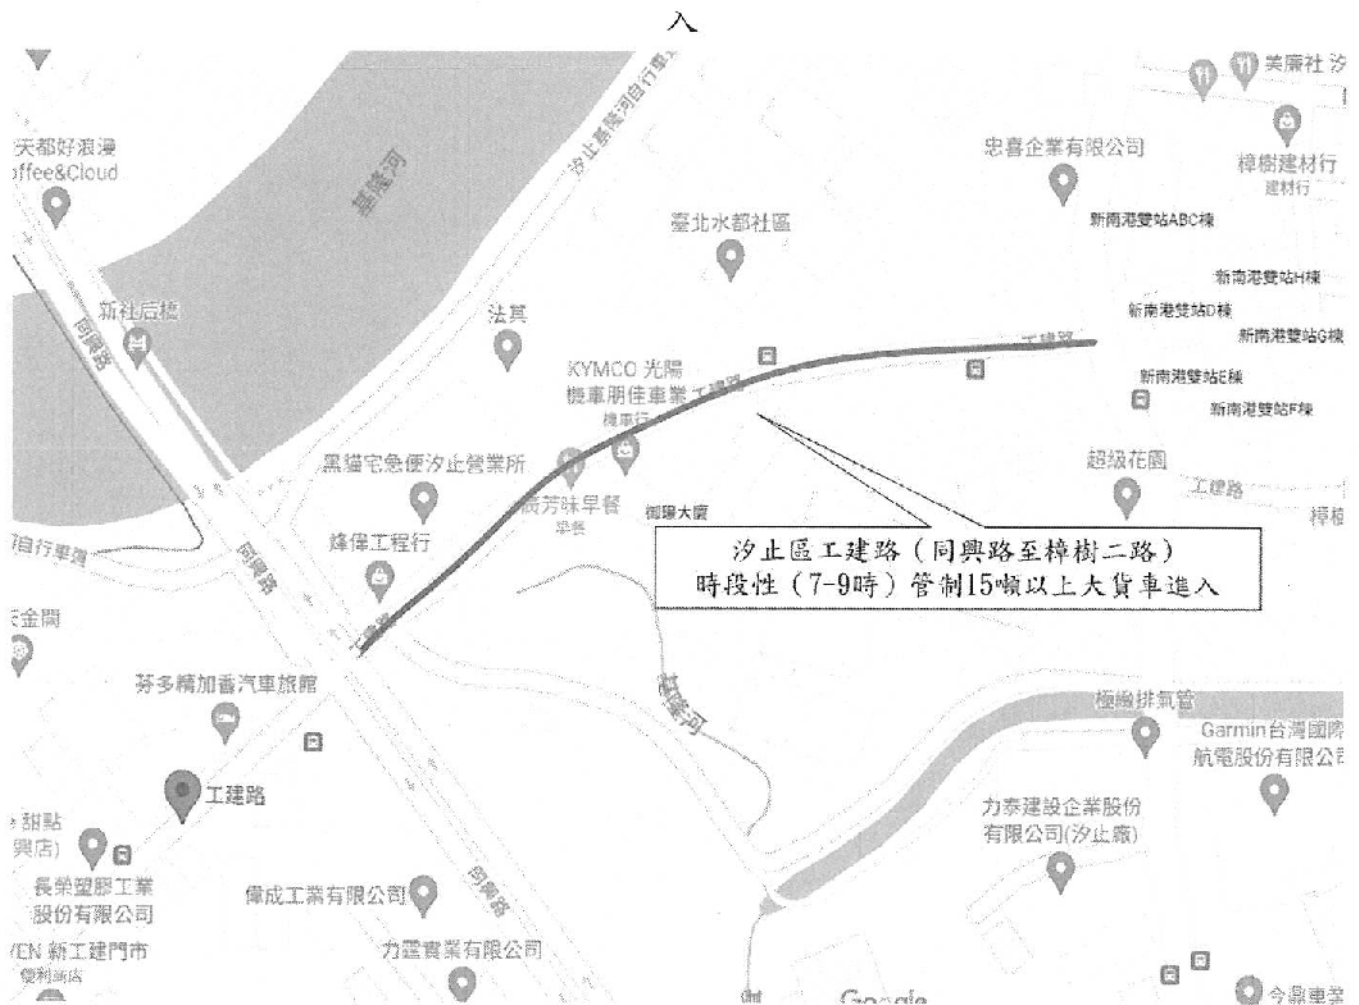 入
美廉社 汐
天都好浪漫
offee&Cloud
基隆河
汐止基隆河自行車道
忠喜企業有限公司
樟樹建材行
建材行
臺北水都社區
新南港雙站ABC棟
新南港雙站H棟
新南港雙站D棟
新南港雙站G棟
新社后橋
同興路
法莫
工建路
KYMCO 光陽
機車朋佳車業
機車行
工建路
新南港雙站E棟
新南港雙站F棟
黑貓宅急便汐止營業所
超級花園
工建路
廣芳味早餐
早餐
御璟大廈
自行車道
同興路
烽偉工程行
汐止區工建路（同興路至樟樹二路）
時段性（7-9時）管制15噸以上大貨車進入
工建路
芬多精加香汽車旅館
基隆河
極緻排氣管
Garmin台灣國際
航電股份有限公司
工建路
甜點
興店)
力泰建設企業股份
有限公司(汐止廠)
長榮塑膠工業
股份有限公司
偉成工業有限公司
同興路
VEN 新工建門市
便利商店
力霆實業有限公司
Google